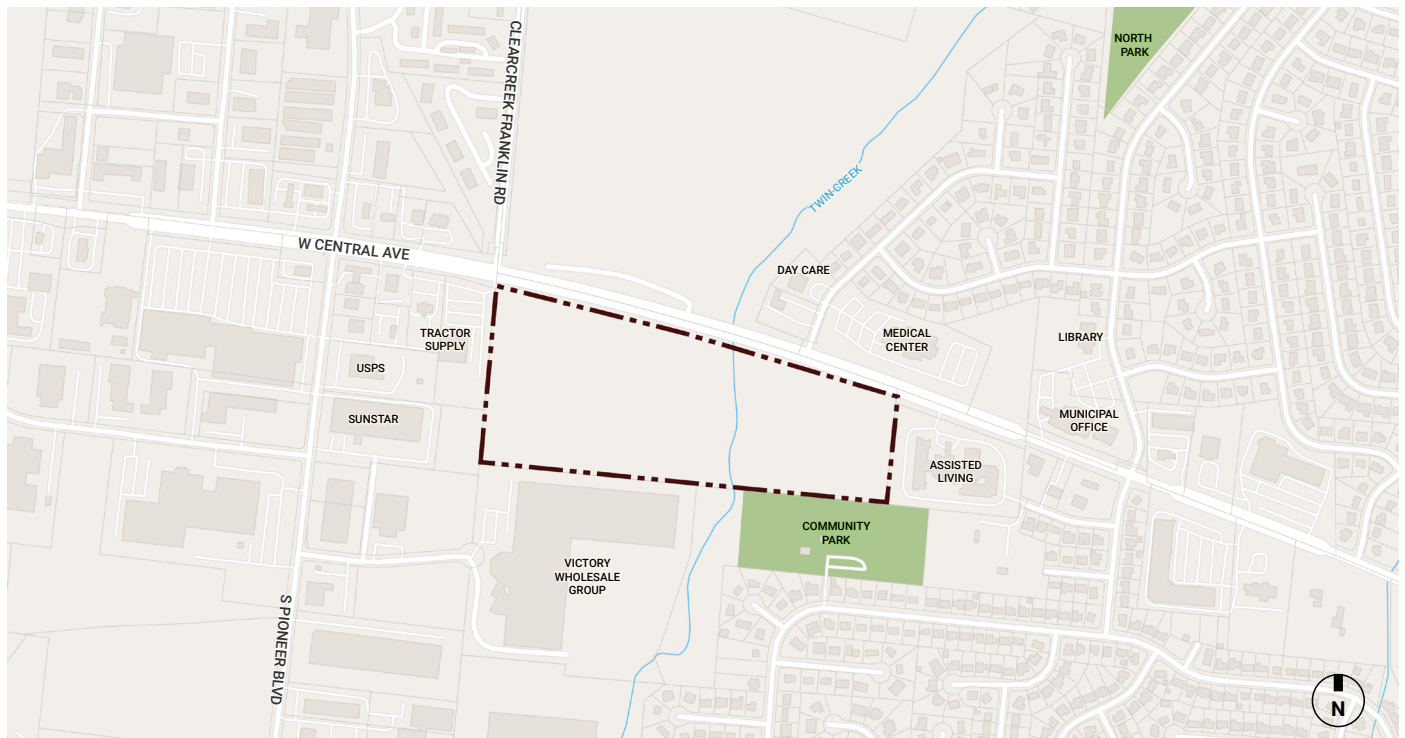 NORTH
PARK
CLEARCREEK FRANKLIN RD
TWIN CREEK
W CENTRAL AVE
DAY CARE
TRACTOR
SUPPLY
MEDICAL
CENTER
LIBRARY
USPS
SUNSTAR
MUNICIPAL
OFFICE
ASSISTED
LIVING
COMMUNITY
PARK
VICTORY
WHOLESALE
GROUP
S PIONEER BLVD
N